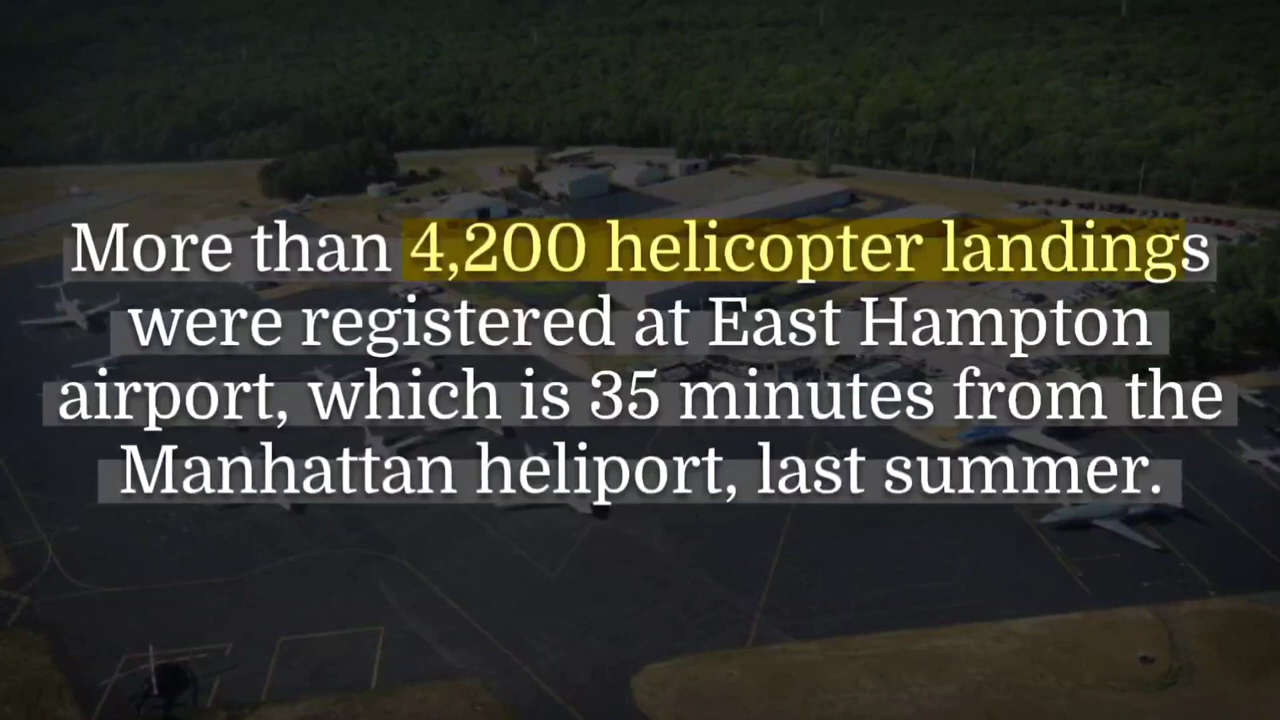 More than 4,200 helicopter landings
were registered at East Hampton
airport, which is 35 minutes from the
Manhattan heliport, last summer.